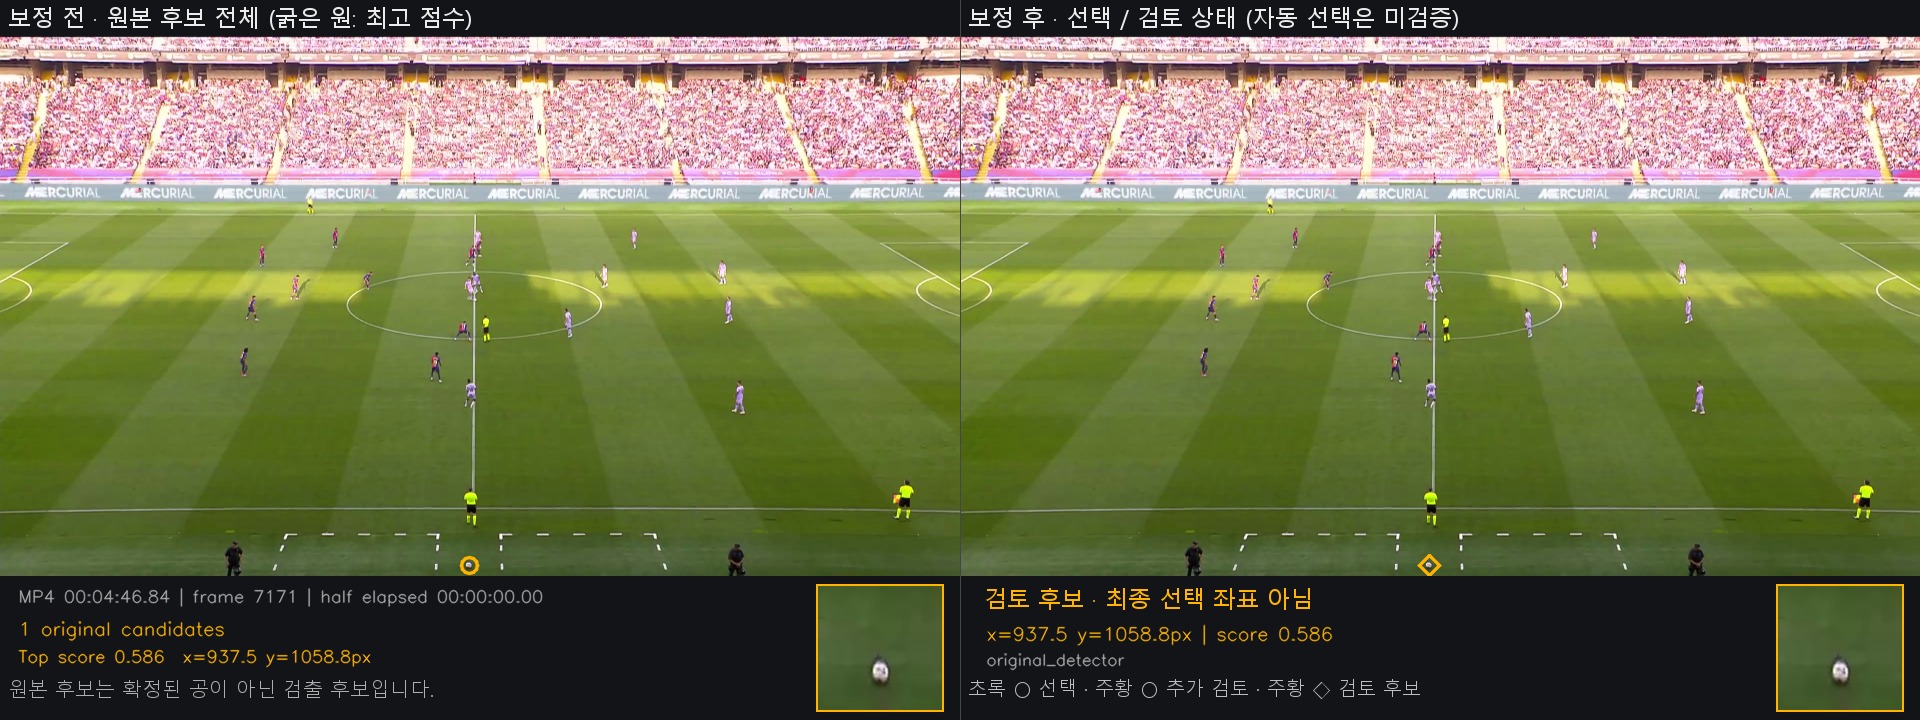 보정 전 · 원본 후보 전체 (굵은 원: 최고 점수)
보정 후 · 선택 / 검토 상태 (자동 선택은 미검증)
MERCURIAL MERCURIAL MERCURIAL MERCURIAL MERCURIAL MERCURIAL MERCURIAL MERCURIAL MERCURIAL
MERCURIAL MERCURIAL MERCURIAL MERCURIAL MERCURIAL MERCURIAL MERCURIAL MERCURIAL MERCURIAL
MP4 00:04:46.84 | frame 7171 | half elapsed 00:00:00.00
1 original candidates
Top score 0.586 x=937.5 y=1058.8px
원본 후보는 확정된 공이 아닌 검출 후보입니다.
검토 후보 · 최종 선택 좌표 아님
x=937.5 y=1058.8px | score 0.586
original_detector
초록 ○ 선택 · 주황 ○ 추가 검토 · 주황 ◇ 검토 후보